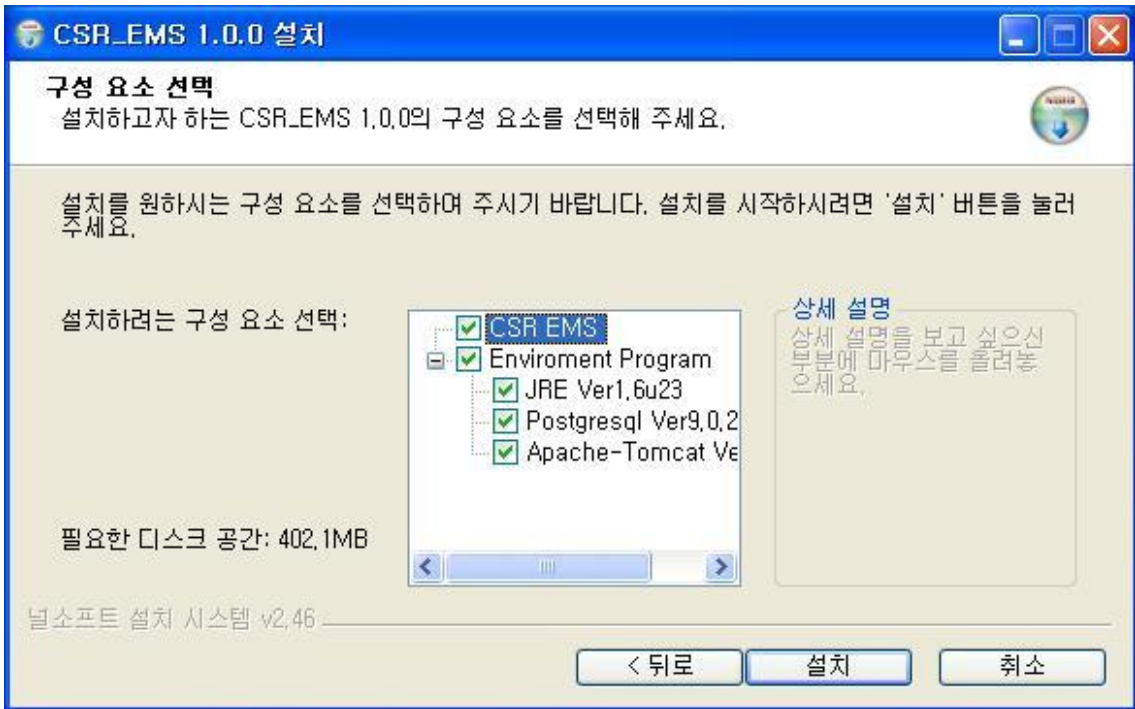 CSR_EMS 1.0.0 설치
구성 요소 선택
설치하고자 하는 CSR_EMS 1.0.0의 구성 요소를 선택해 주세요.
설치를 원하시는 구성 요소를 선택하여 주시기 바랍니다. 설치를 시작하시려면 '설치' 버튼을 눌러
주세요.
설치하려는 구성 요소 선택:
CSR EMS
Enviroment Program
JRE Ver1.6u23
Postgresql Ver9.0.2
Apache-Tomcat Ve
상세 설명
상세 설명을 보고 싶으신
부분에 마우스를 올려놓
으세요.
필요한 디스크 공간: 402.1MB
널소프트 설치 시스템 v2.46
< 뒤로
설치
취소